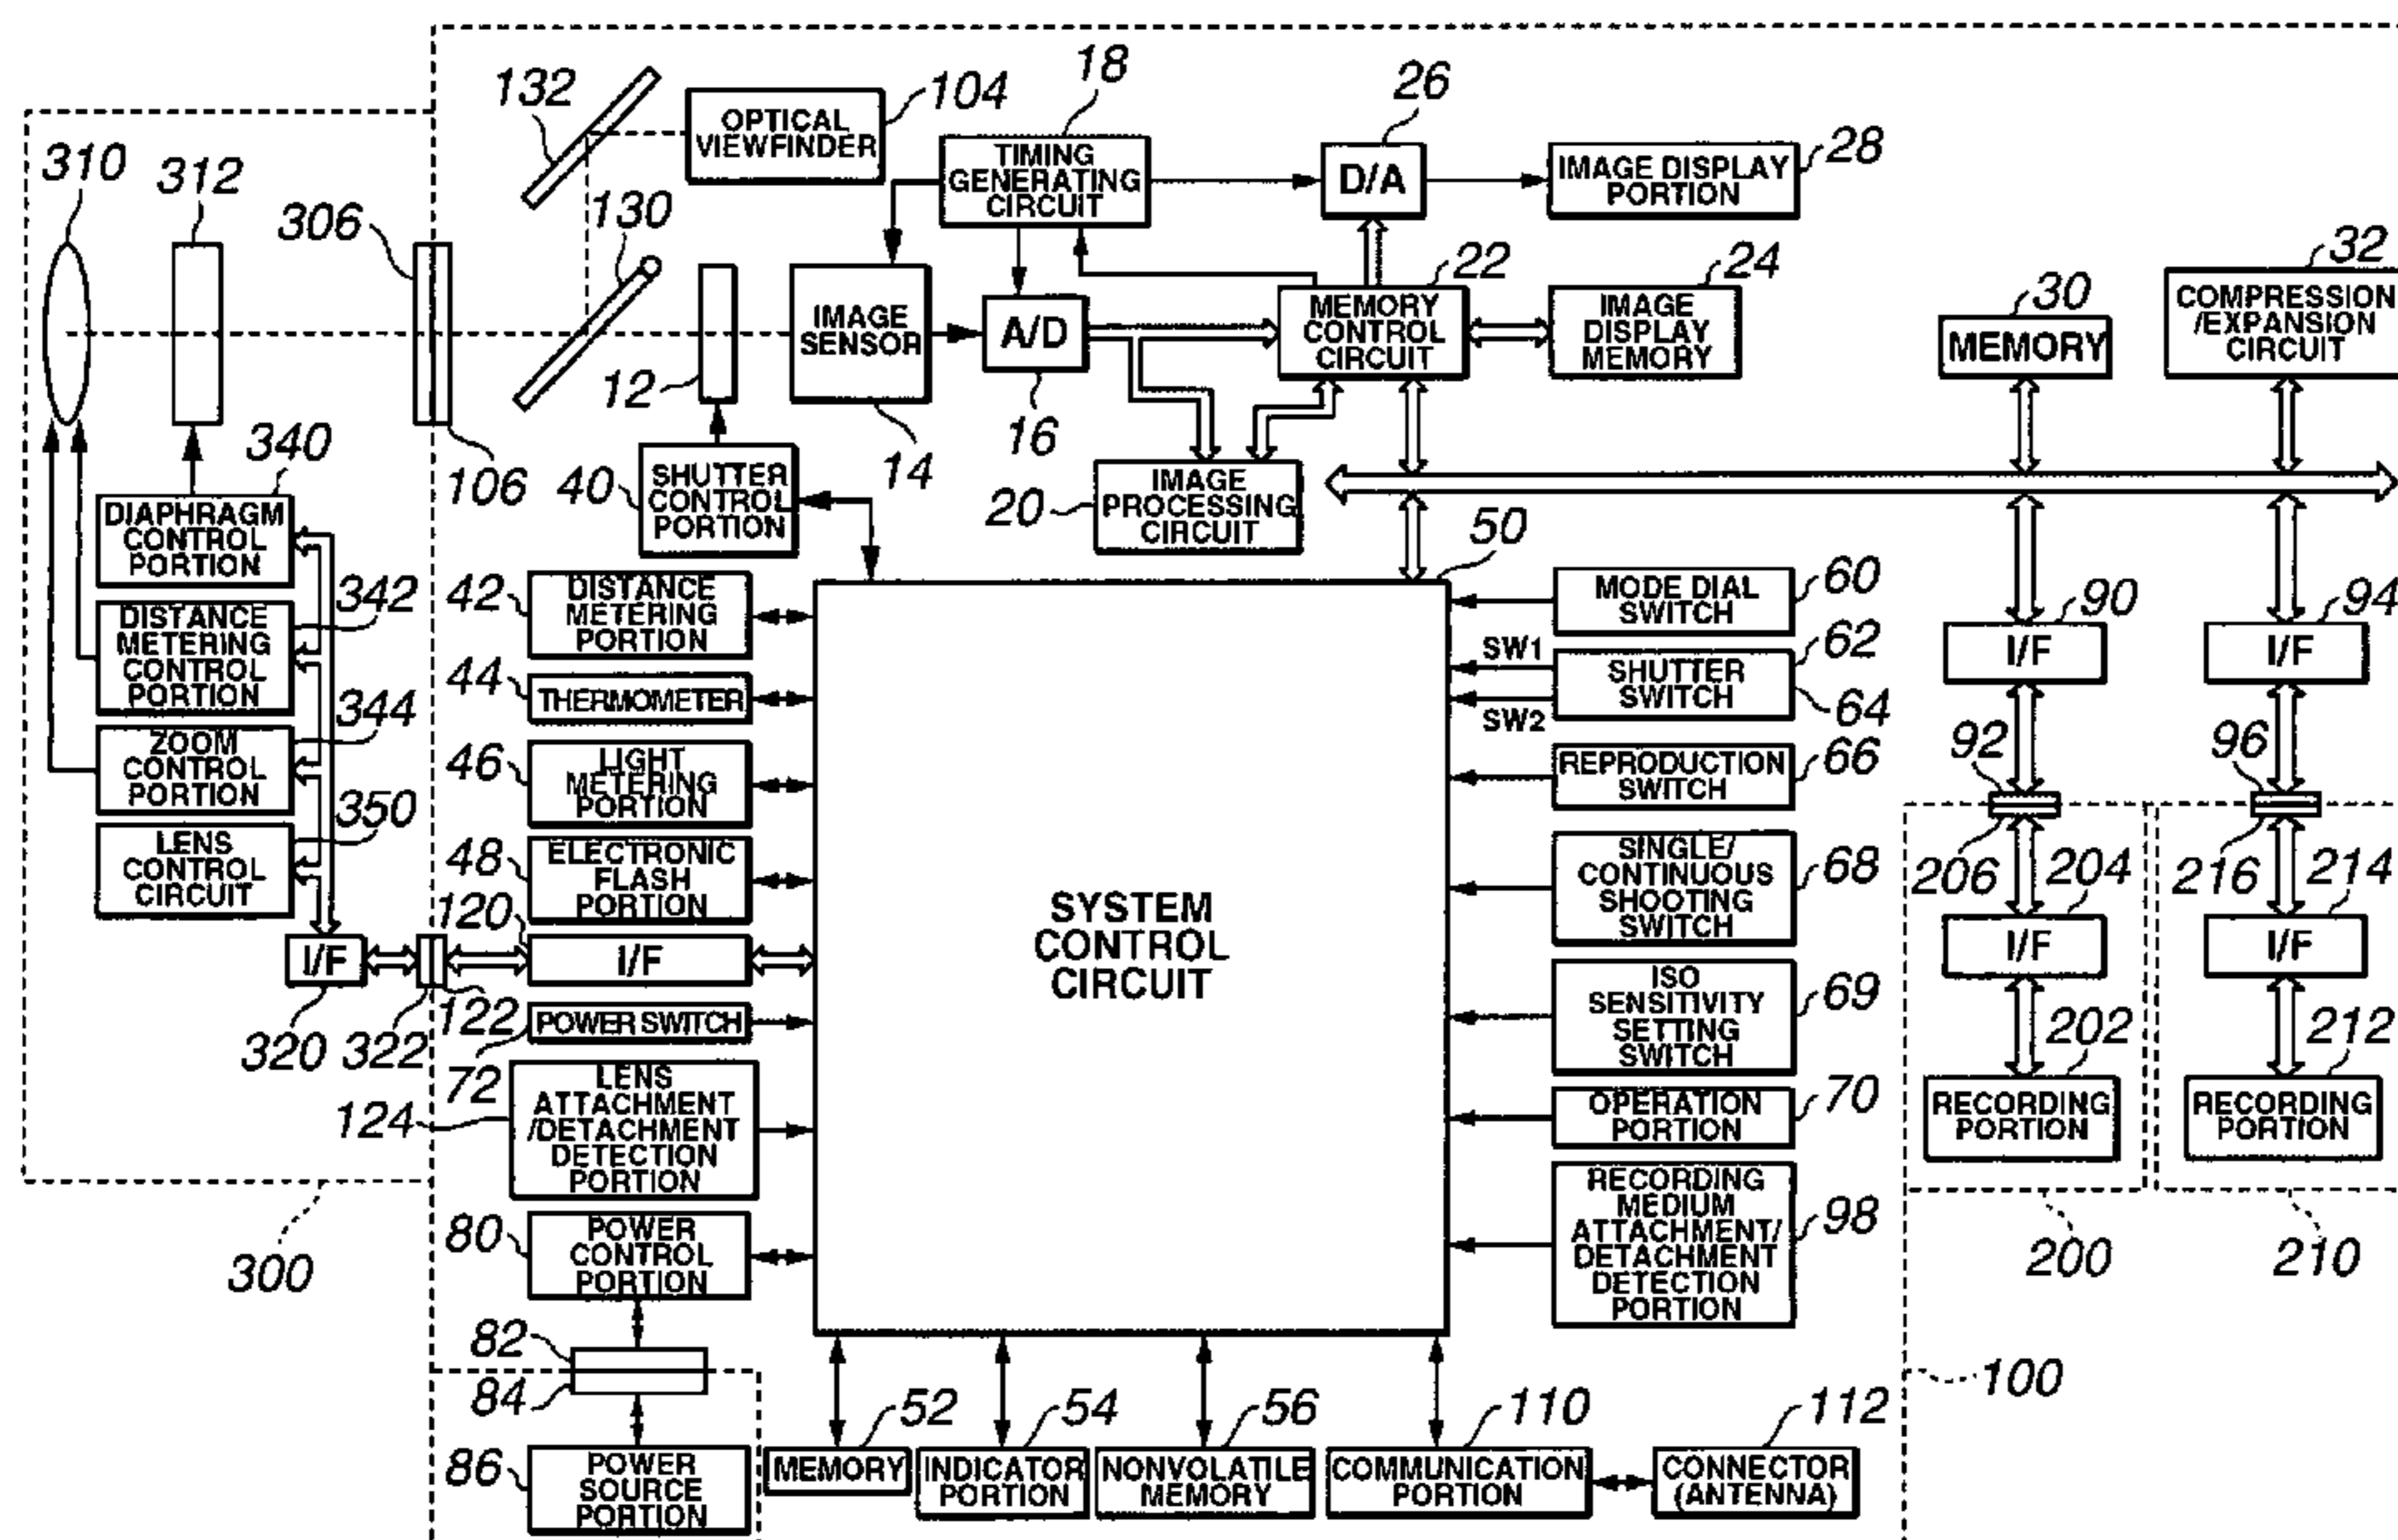 132
OPTICAL
VIEWFINDER
104
18
TIMING
GENERATING
CIRCUIT
26
D/A
IMAGE DISPLAY
PORTION
28
310
312
306
130
IMAGE
SENSOR
A/D
22
MEMORY
CONTROL
CIRCUIT
24
IMAGE
DISPLAY
MEMORY
30
MEMORY
32
COMPRESSION
/EXPANSION
CIRCUIT
12
14
16
106
340
DIAPHRAGM
CONTROL
PORTION
40
SHUTTER
CONTROL
PORTION
20
IMAGE
PROCESSING
CIRCUIT
50
342
DISTANCE
METERING
CONTROL
PORTION
344
ZOOM
CONTROL
PORTION
350
LENS
CONTROL
CIRCUIT
I/F
320
322
122
120
I/F
42
DISTANCE
METERING
PORTION
44
THERMOMETER
46
LIGHT
METERING
PORTION
48
ELECTRONIC
FLASH
PORTION
POWER SWITCH
72
124
LENS
ATTACHMENT
/DETACHMENT
DETECTION
PORTION
80
POWER
CONTROL
PORTION
82
84
86
POWER
SOURCE
PORTION
300
SYSTEM
CONTROL
CIRCUIT
MODE DIAL
SWITCH
60
SW1
SW2
SHUTTER
SWITCH
62
64
REPRODUCTION
SWITCH
66
SINGLE/
CONTINUOUS
SHOOTING
SWITCH
68
ISO
SENSITIVITY
SETTING
SWITCH
69
OPERATION
PORTION
70
RECORDING
MEDIUM
ATTACHMENT/
DETACHMENT
DETECTION
PORTION
98
90
I/F
92
206
204
I/F
202
RECORDING
PORTION
200
94
I/F
96
216
214
I/F
212
RECORDING
PORTION
210
100
52
MEMORY
54
INDICATOR
PORTION
56
NONVOLATILE
MEMORY
110
COMMUNICATION
PORTION
112
CONNECTOR
(ANTENNA)